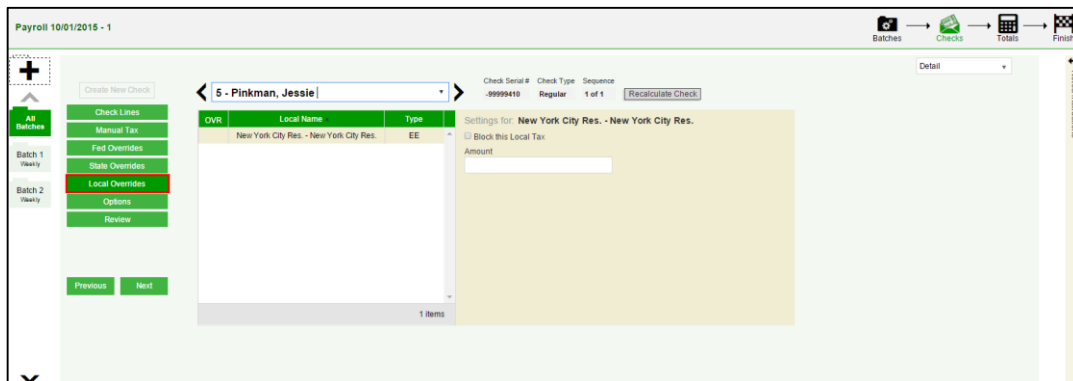 Payroll 10/01/2015 - 1
Batches
Checks
Totals
Finish
Detail
Create New Check
5 - Pinkman, Jessie
Check Serial # Check Type Sequence
-99999410 Regular 1 of 1 Recalculate Check
All
Batches
Batch 1
Weekly
Batch 2
Weekly
Check Lines
Manual Tax
Fed Overrides
State Overrides
Local Overrides
Options
Review
Previous Next
OVR Local Name Type
New York City Res. - New York City Res. EE
1 items
Settings for: New York City Res. - New York City Res.
Block this Local Tax
Amount